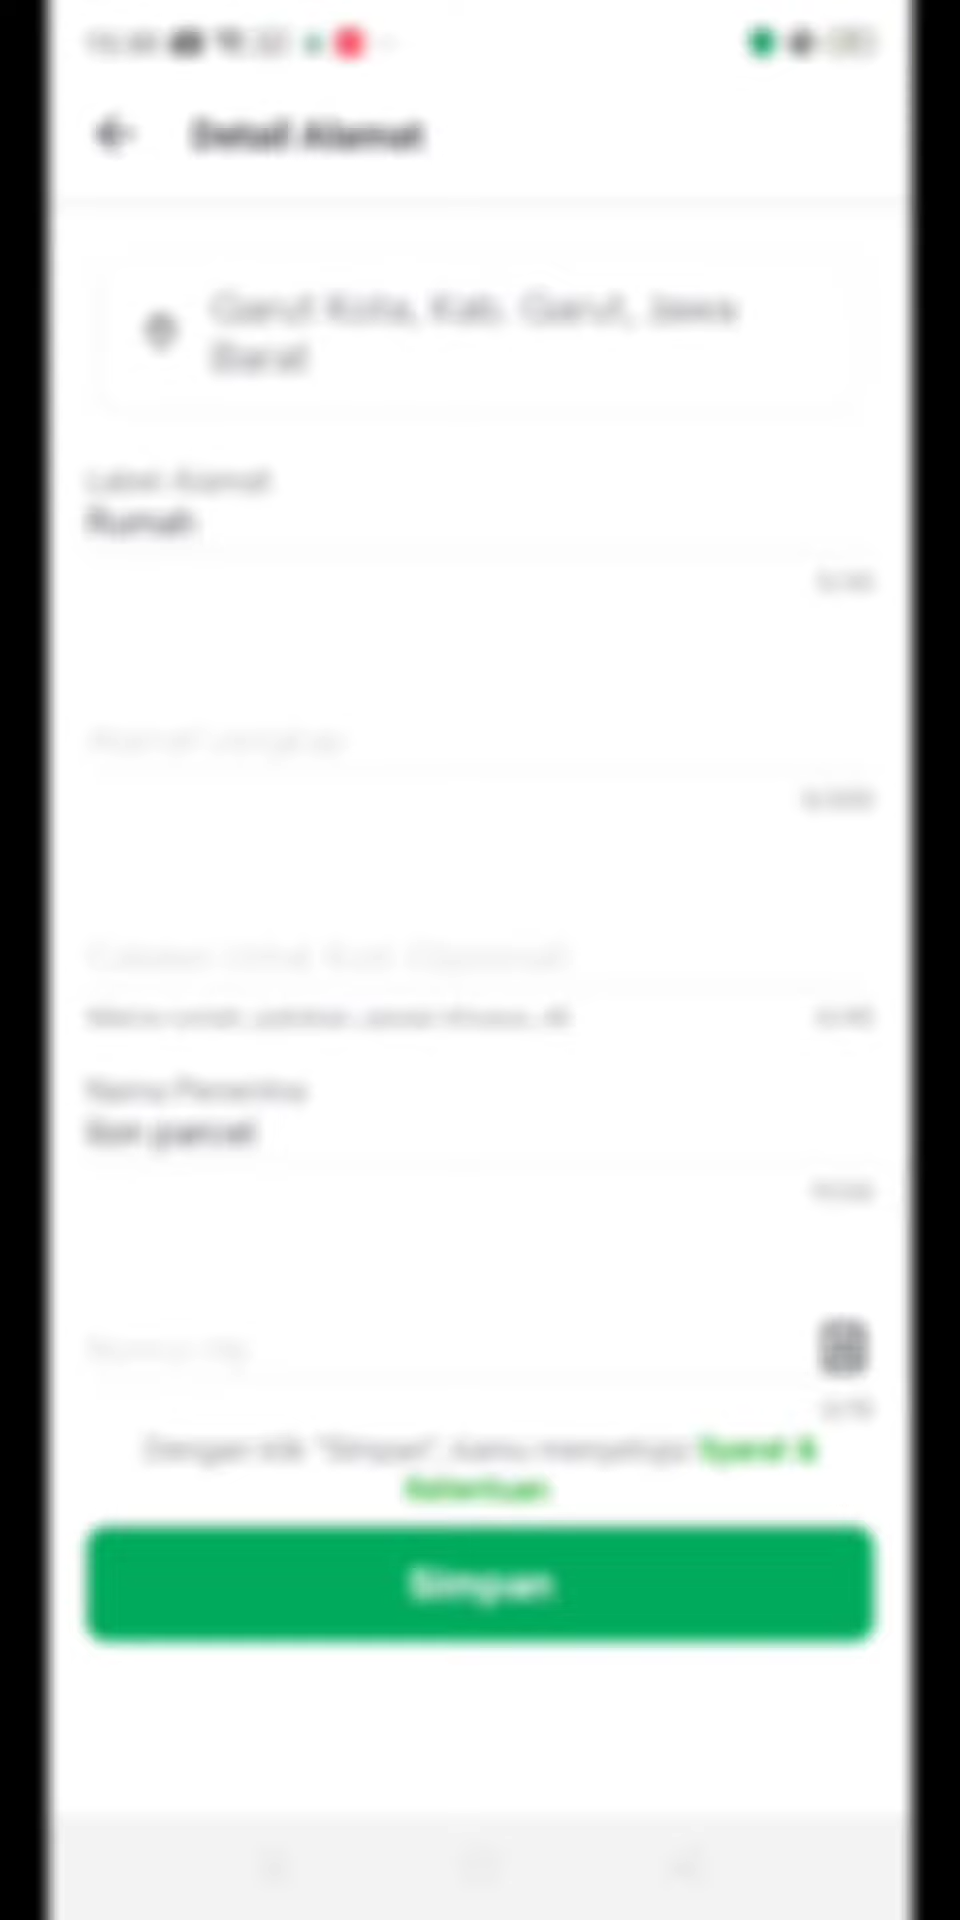 Detail Alamat
Garut Kota, Kab. Garut, Jawa
Barat
Label Alamat
Rumah
Alamat Lengkap
Catatan Untuk Kurir (Opsional)
Nama Penerima
lion parcel
Nomor Hp
Dengan klik "Simpan", kamu menyetujui Syarat &
Ketentuan
Simpan